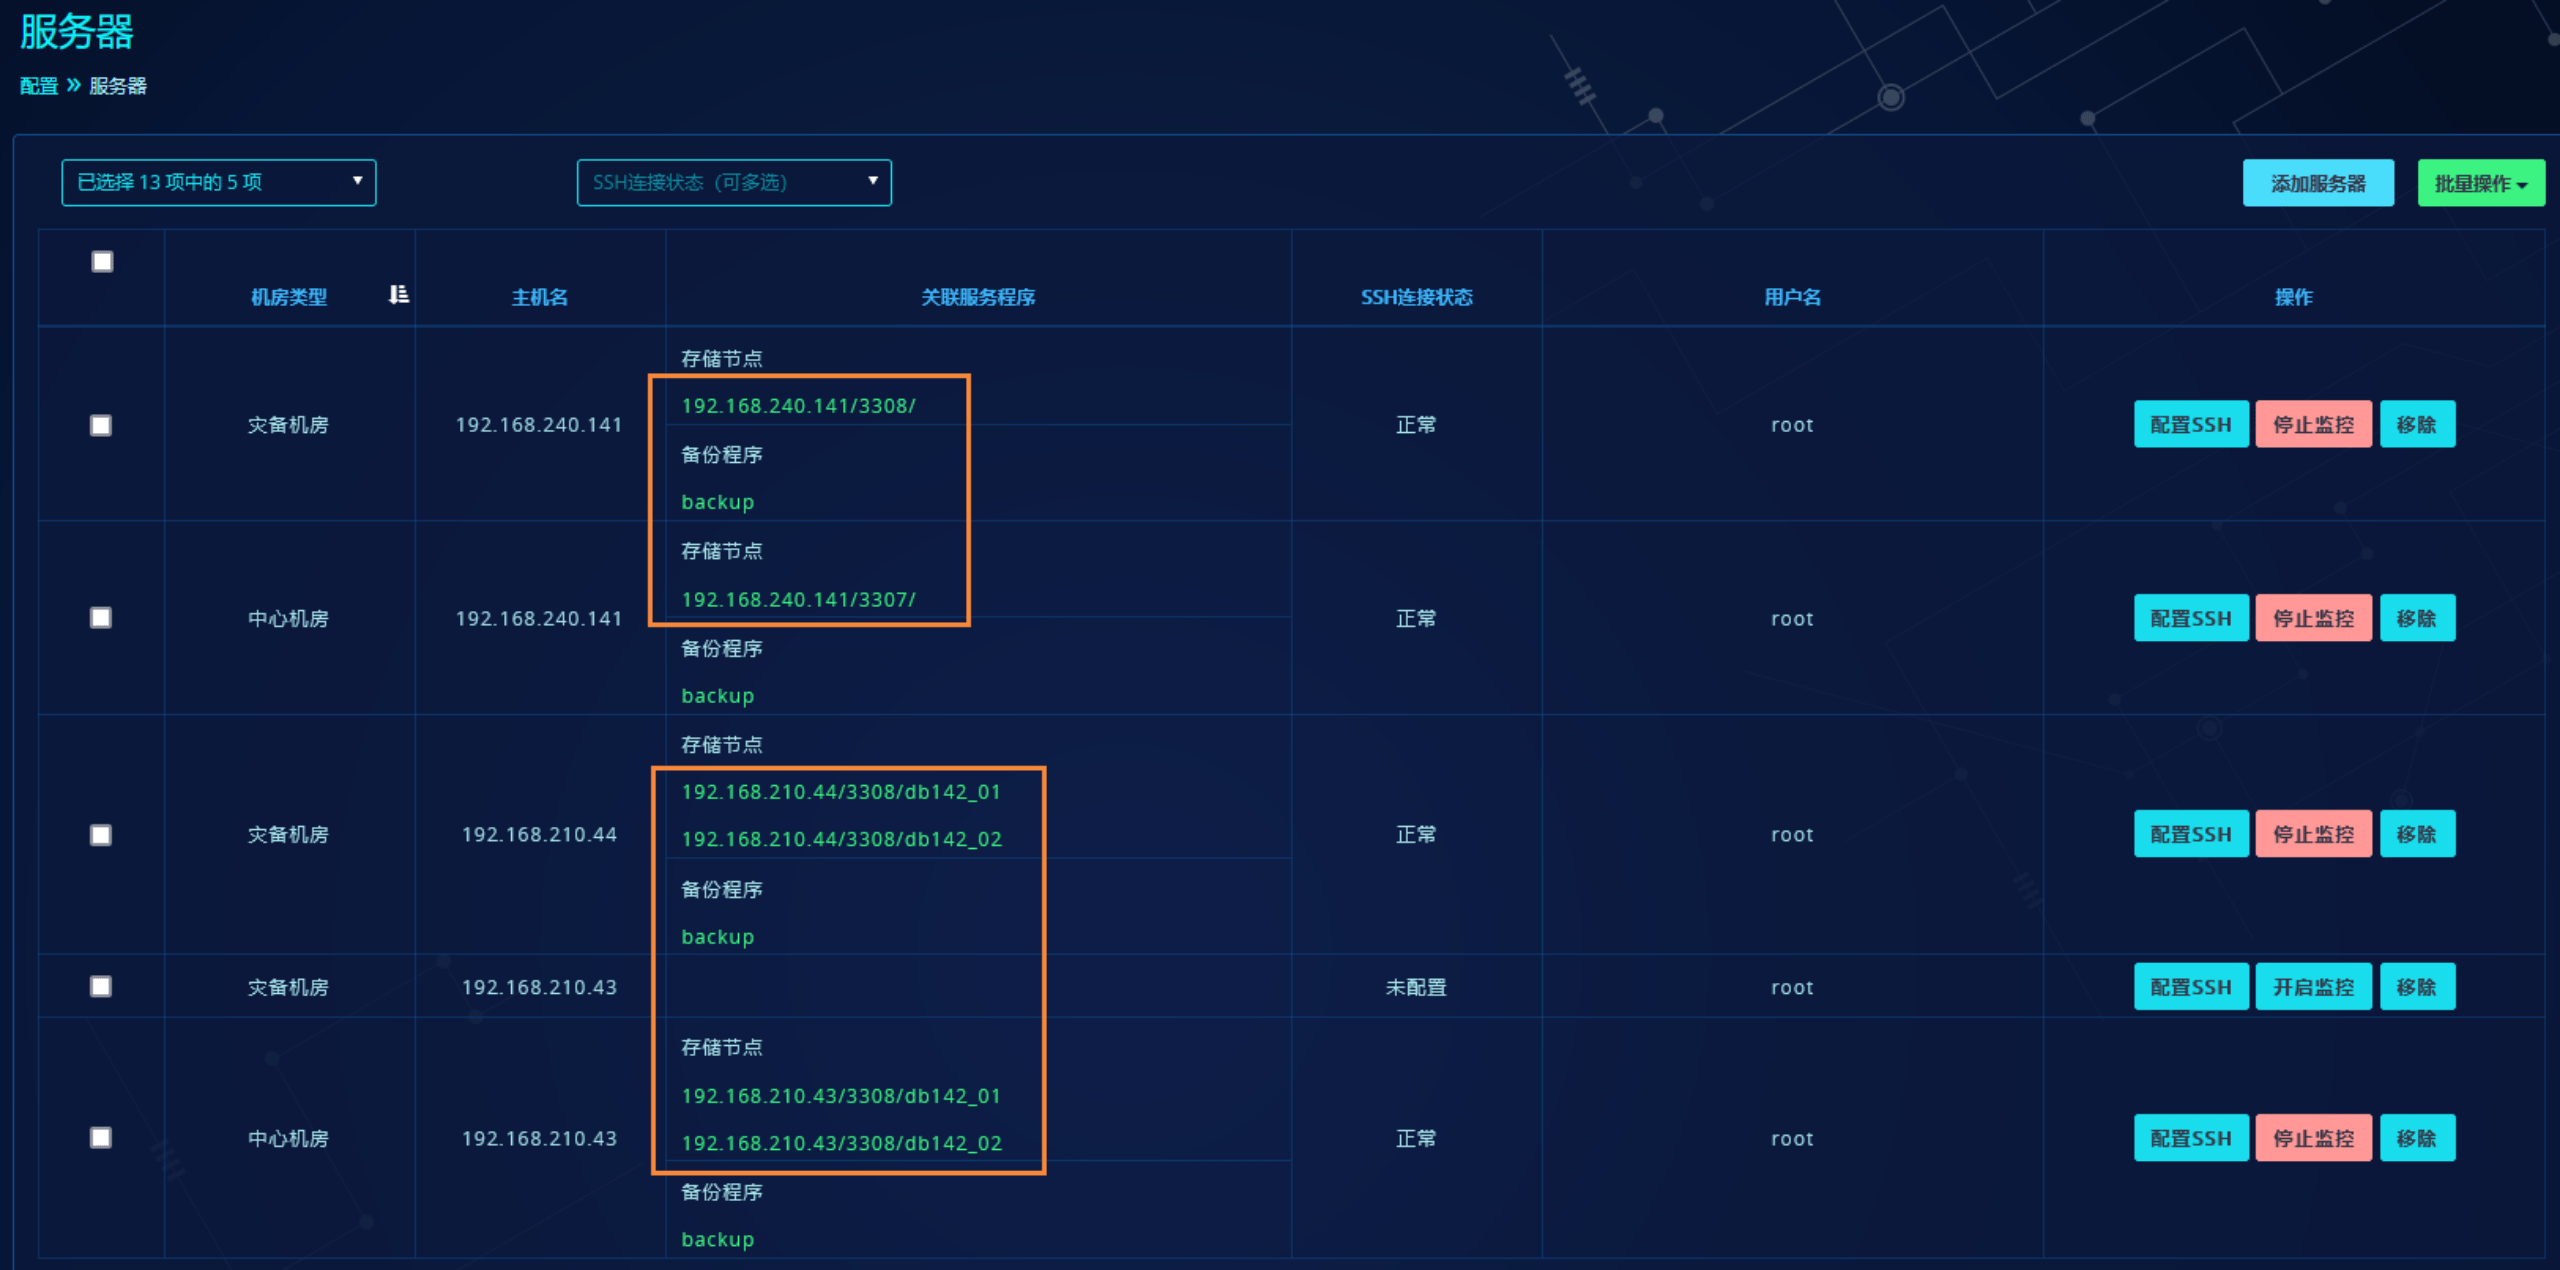 服务器
配置 » 服务器
已选择 13 项中的 5 项 SSH连接状态 (可多选) 添加服务器 批量操作
机房类型 主机名 关联服务程序 SSH连接状态 用户名 操作
存储节点
192.168.240.141/3308/
灾备机房 192.168.240.141 正常 root 配置SSH 停止监控 移除
备份程序
backup
存储节点
192.168.240.141/3307/
中心机房 192.168.240.141 正常 root 配置SSH 停止监控 移除
备份程序
backup
存储节点
192.168.210.44/3308/db142_01
灾备机房 192.168.210.44 192.168.210.44/3308/db142_02 正常 root 配置SSH 停止监控 移除
备份程序
backup
灾备机房 192.168.210.43 未配置 root 配置SSH 开启监控 移除
存储节点
192.168.210.43/3308/db142_01
中心机房 192.168.210.43 192.168.210.43/3308/db142_02 正常 root 配置SSH 停止监控 移除
备份程序
backup